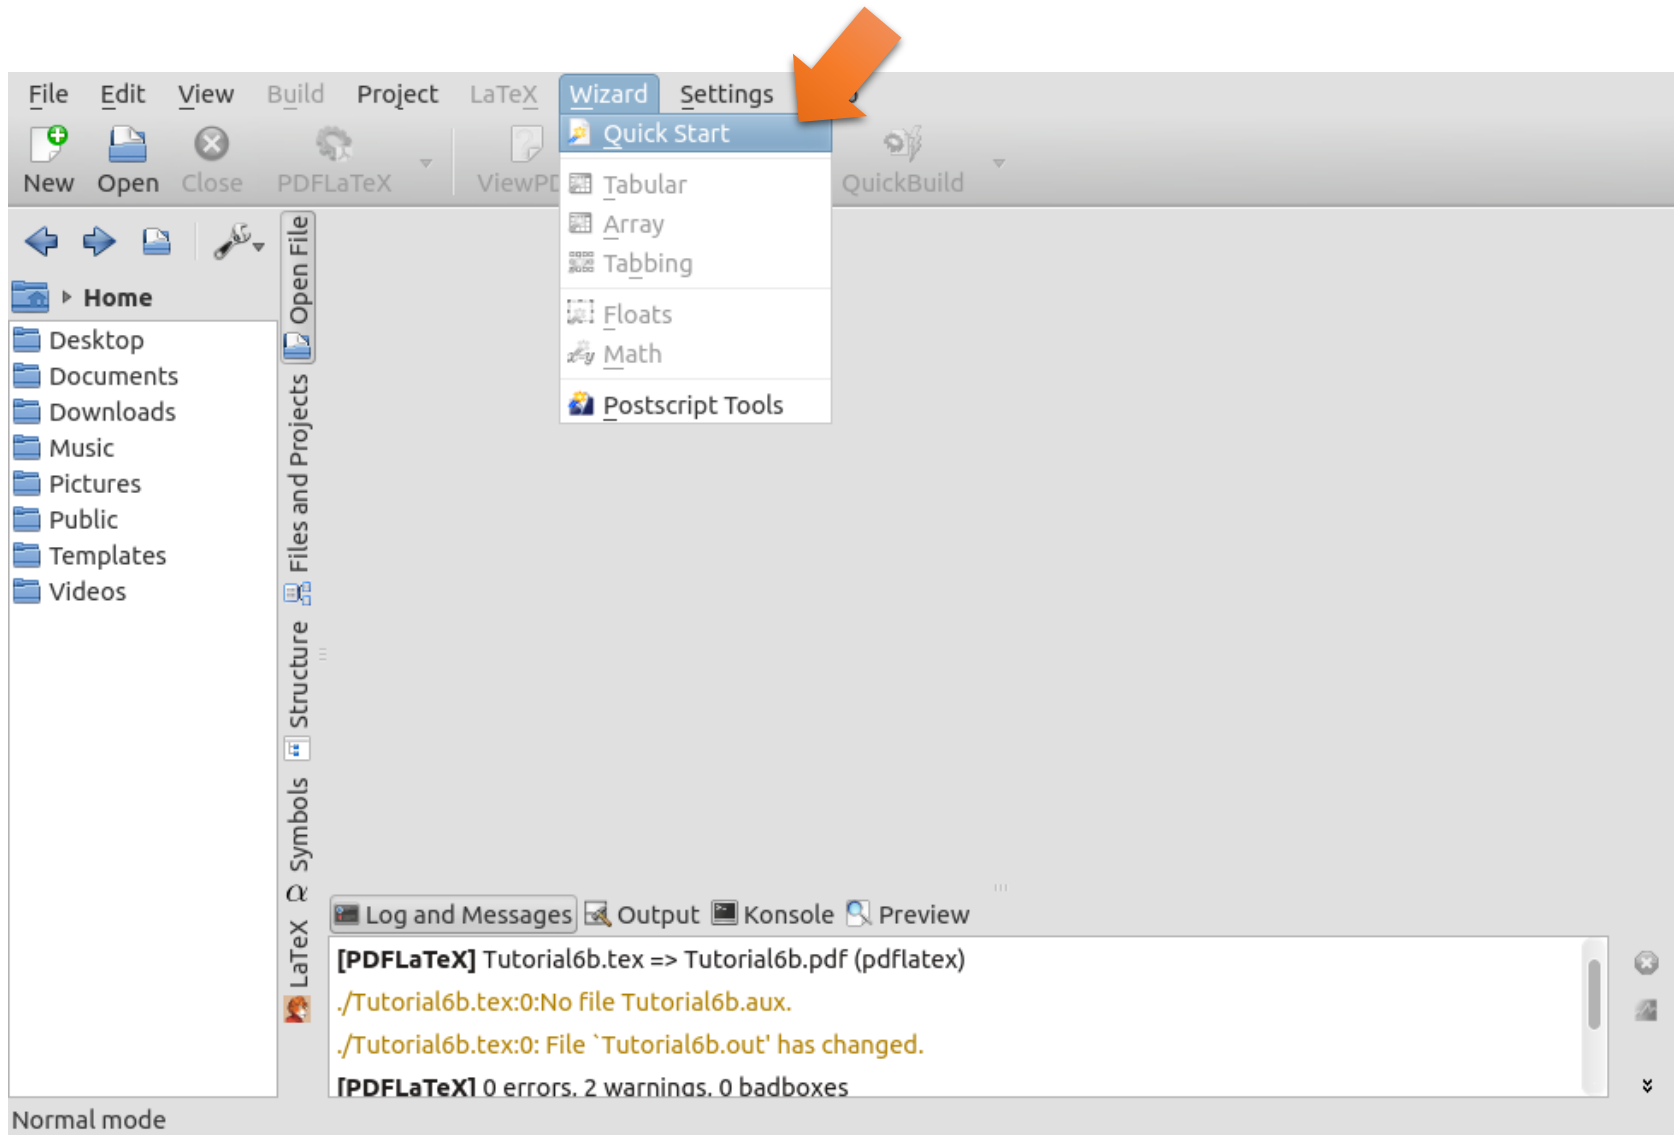 File Edit View Build Project LaTeX Wizard Settings
New Open Close PDFLaTeX QuickBuild
Quick Start
Tabular
Array
Tabbing
Floats
Math
Postscript Tools
Home
Desktop
Documents
Downloads
Music
Pictures
Public
Templates
Videos
Open File
Files and Projects
Structure
Symbols
LaTeX
Log and Messages Output Konsole Preview
[PDFLaTeX] Tutorial6b.tex => Tutorial6b.pdf (pdflatex)
./Tutorial6b.tex:0:No file Tutorial6b.aux.
./Tutorial6b.tex:0: File `Tutorial6b.out' has changed.
[PDFLaTeX] 0 errors, 2 warnings, 0 badboxes
Normal mode